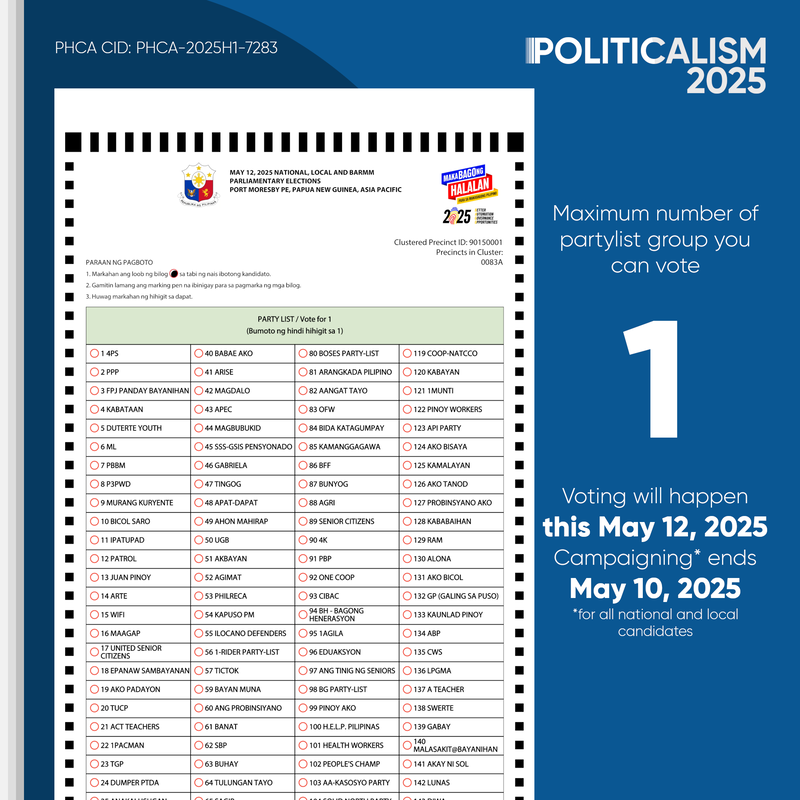 PHCA CID: PHCA-2025H1-7283
POLITICALISM
2025
MAY 12, 2025 NATIONAL, LOCAL AND BARMM
PARLIAMENTARY ELECTIONS
PORT MORESBY PE, PAPUA NEW GUINEA, ASIA PACIFIC
MAKABAGONG
HALALAN
2025
Clustered Precinct ID: 90150001
Precincts in Cluster:
0083A
PARAAN NG PAGBOTO
1. Markahan ang loob ng bilog sa tabi ng nais ibotong kandidato.
2. Gamitin lamang ang marking pen na ibinigay para sa pagmarka ng mga bilog.
3. Huwag markahan ng hihigit sa dapat.
PARTY LIST / Vote for 1
(Bumoto ng hindi hihigit sa 1)
1 4PS
2 PPP
3 FPJ PANDAY BAYANIHAN
4 KABATAAN
5 DUTERTE YOUTH
6 ML
7 PBBM
8 P3PWD
9 MURANG KURYENTE
10 BICOL SARO
11 IPATUPAD
12 PATROL
13 JUAN PINOY
14 ARTE
15 WIFI
16 MAAGAP
17 UNITED SENIOR
CITIZENS
18 EPANAW SAMBAYANAN
19 AKO PADAYON
20 TUCP
21 ACT TEACHERS
22 1PACMAN
23 TGP
24 DUMPER PTDA
40 BABAE AKO
41 ARISE
42 MAGDALO
43 APEC
44 MAGBUBUKID
45 SSS-GSIS PENSYONADO
46 GABRIELA
47 TINGOG
48 APAT-DAPAT
49 AHON MAHIRAP
50 UGB
51 AKBAYAN
52 AGIMAT
53 PHILRECA
54 KAPUSO PM
55 ILOCANO DEFENDERS
56 1-RIDER PARTY-LIST
57 TICTOK
59 BAYAN MUNA
60 ANG PROBINSIYANO
61 BANAT
62 SBP
63 BUHAY
64 TULUNGAN TAYO
80 BOSES PARTY-LIST
81 ARANGKADA PILIPINO
82 AANGAT TAYO
83 OFW
84 BIDA KATAGUMPAY
85 KAMANGGAGAWA
86 BFF
87 BUNYOG
88 AGRI
89 SENIOR CITIZENS
90 4K
91 PBP
92 ONE COOP
93 CIBAC
94 BH - BAGONG
HENERASYON
95 1AGILA
96 EDUAKSYON
97 ANG TINIG NG SENIORS
98 BG PARTY-LIST
99 PINOY AKO
100 H.E.L.P. PILIPINAS
101 HEALTH WORKERS
102 PEOPLE'S CHAMP
103 AA-KASOSYO PARTY
119 COOP-NATCCO
120 KABAYAN
121 1MUNTI
122 PINOY WORKERS
123 API PARTY
124 AKO BISAYA
125 KAMALAYAN
126 AKO TANOD
127 PROBINSYANO AKO
128 KABABAIHAN
129 RAM
130 ALONA
131 AKO BICOL
132 GP (GALING SA PUSO)
133 KAUNLAD PINOY
134 ABP
135 CWS
136 LPGMA
137 A TEACHER
138 SWERTE
139 GABAY
140
MALASAKIT@BAYANIHAN
141 AKAY NI SOL
142 LUNAS
Maximum number of
partylist group you
can vote
1
Voting will happen
this May 12, 2025
Campaigning* ends
May 10, 2025
*for all national and local
candidates